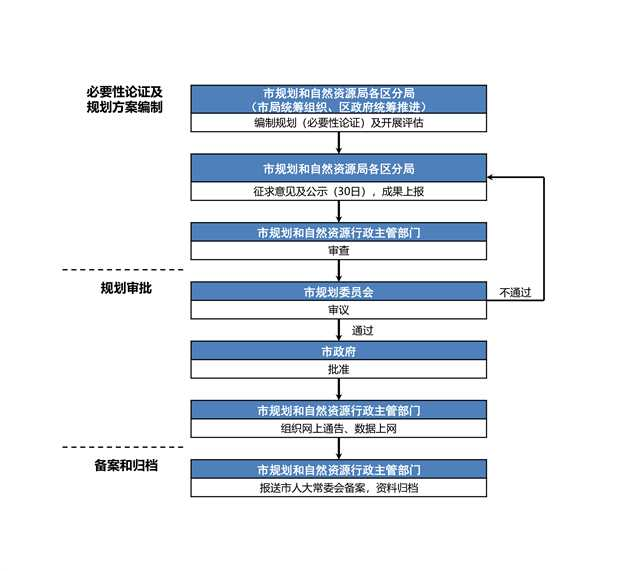 必要性论证及
规划方案编制
市规划和自然资源局各区分局
（市局统筹组织、区政府统筹推进）
编制规划（必要性论证）及开展评估
市规划和自然资源局各区分局
征求意见及公示（30日），成果上报
市规划和自然资源行政主管部门
审查
规划审批
市规划委员会
审议
不通过
通过
市政府
批准
市规划和自然资源行政主管部门
组织网上通告、数据上网
备案和归档
市规划和自然资源行政主管部门
报送市人大常委会备案，资料归档